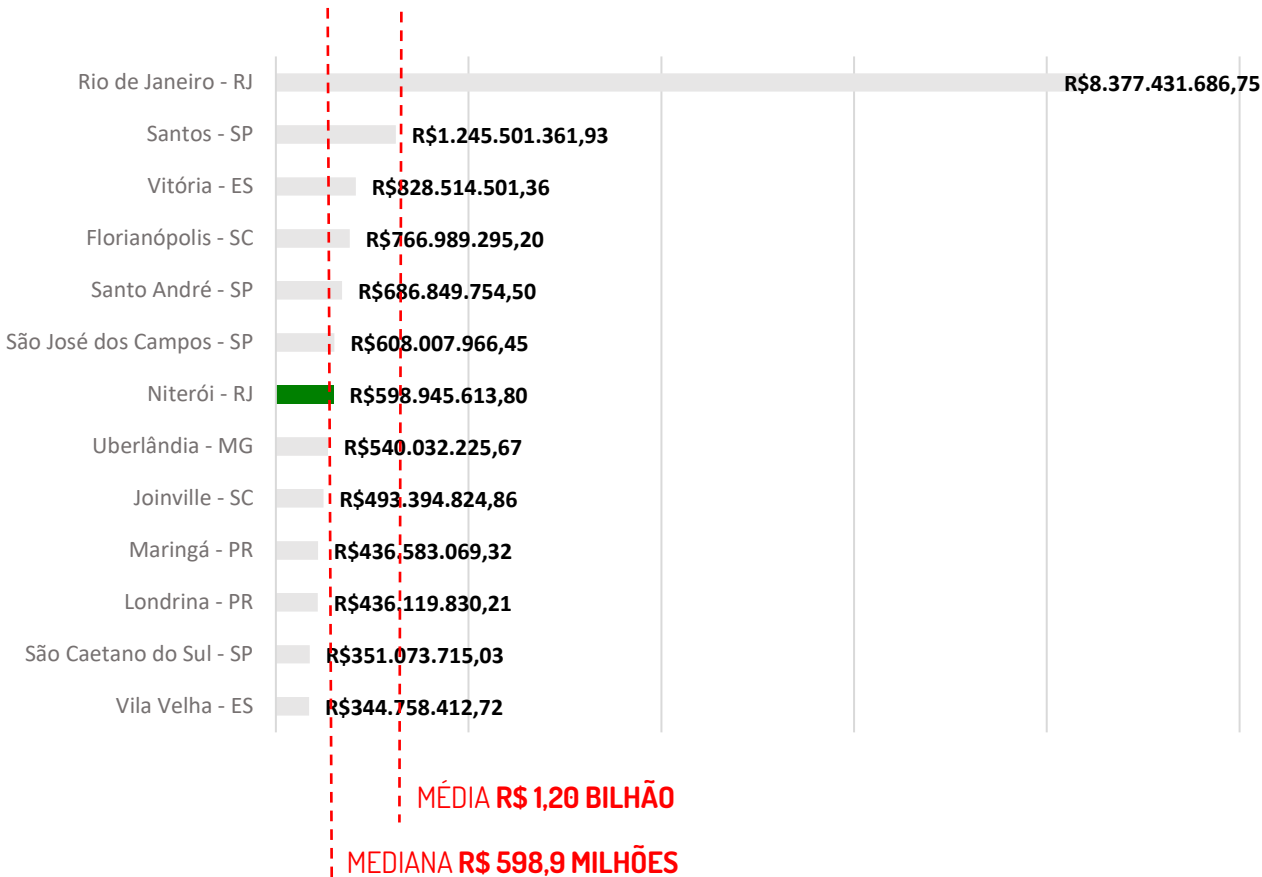 Rio de Janeiro - RJ R$8.377.431.686,75
Santos - SP R$1.245.501.361,93
Vitória - ES R$828.514.501,36
Florianópolis - SC R$766.989.295,20
Santo André - SP R$686.849.754,50
São José dos Campos - SP R$608.007.966,45
Niterói - RJ R$598.945.613,80
Uberlândia - MG R$540.032.225,67
Joinville - SC R$493.394.824,86
Maringá - PR R$436.583.069,32
Londrina - PR R$436.119.830,21
São Caetano do Sul - SP R$351.073.715,03
Vila Velha - ES R$344.758.412,72
MÉDIA R$ 1,20 BILHÃO
MEDIANA R$ 598,9 MILHÕES